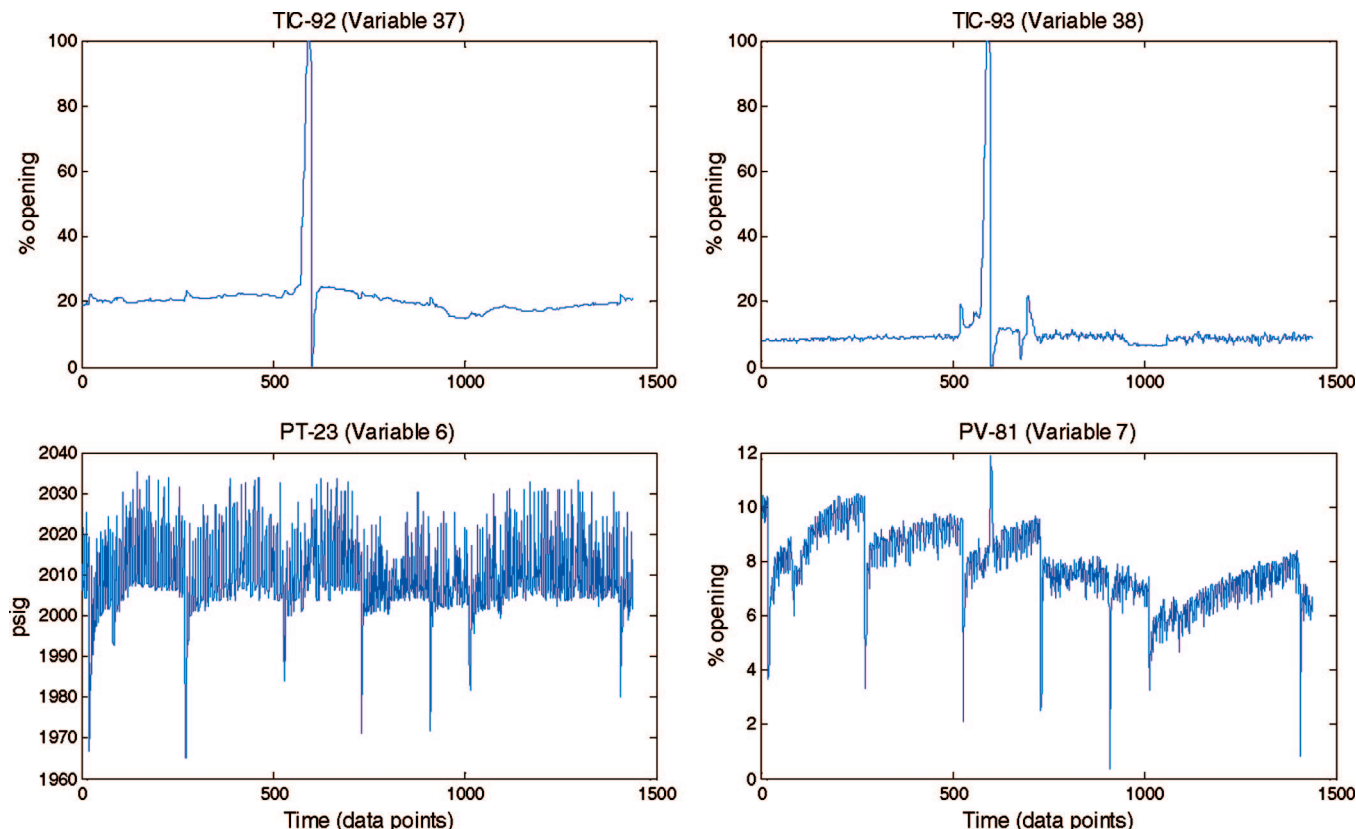 TIC-92 (Variable 37)
100
80
60
40
20
0
% opening
0 500 1000 1500
TIC-93 (Variable 38)
100
80
60
40
20
0
% opening
0 500 1000 1500
PT-23 (Variable 6)
2040
2030
2020
2010
2000
1990
1980
1970
1960
psig
0 500 1000 1500
Time (data points)
PV-81 (Variable 7)
12
10
8
6
4
2
0
% opening
0 500 1000 1500
Time (data points)